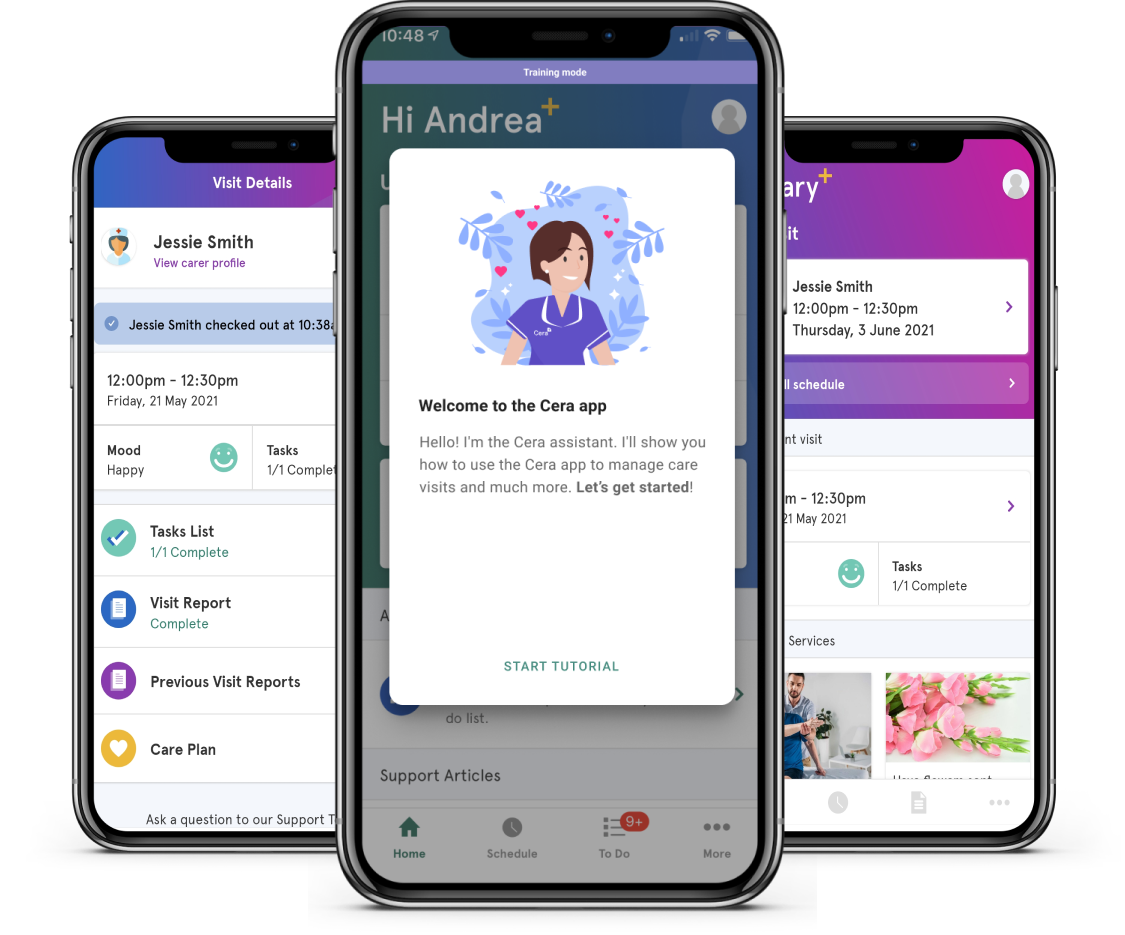 Visit Details
Jessie Smith
View carer profile
Jessie Smith checked out at 10:38a
12:00pm - 12:30pm
Friday, 21 May 2021
Mood
Happy
Tasks
1/1 Complet
Tasks List
1/1 Complete
Visit Report
Complete
Previous Visit Reports
Care Plan
Ask a question to our Support T
10:48
Training mode
Hi Andrea+
U
Cera
Welcome to the Cera app
Hello! I'm the Cera assistant. I'll show you
how to use the Cera app to manage care
visits and much more. Let's get started!
START TUTORIAL
A
do list.
Support Articles
9+
Home
Schedule
To Do
More
ary+
it
Jessie Smith
12:00pm - 12:30pm
Thursday, 3 June 2021
ll schedule
nt visit
m - 12:30pm
21 May 2021
Tasks
1/1 Complete
Services